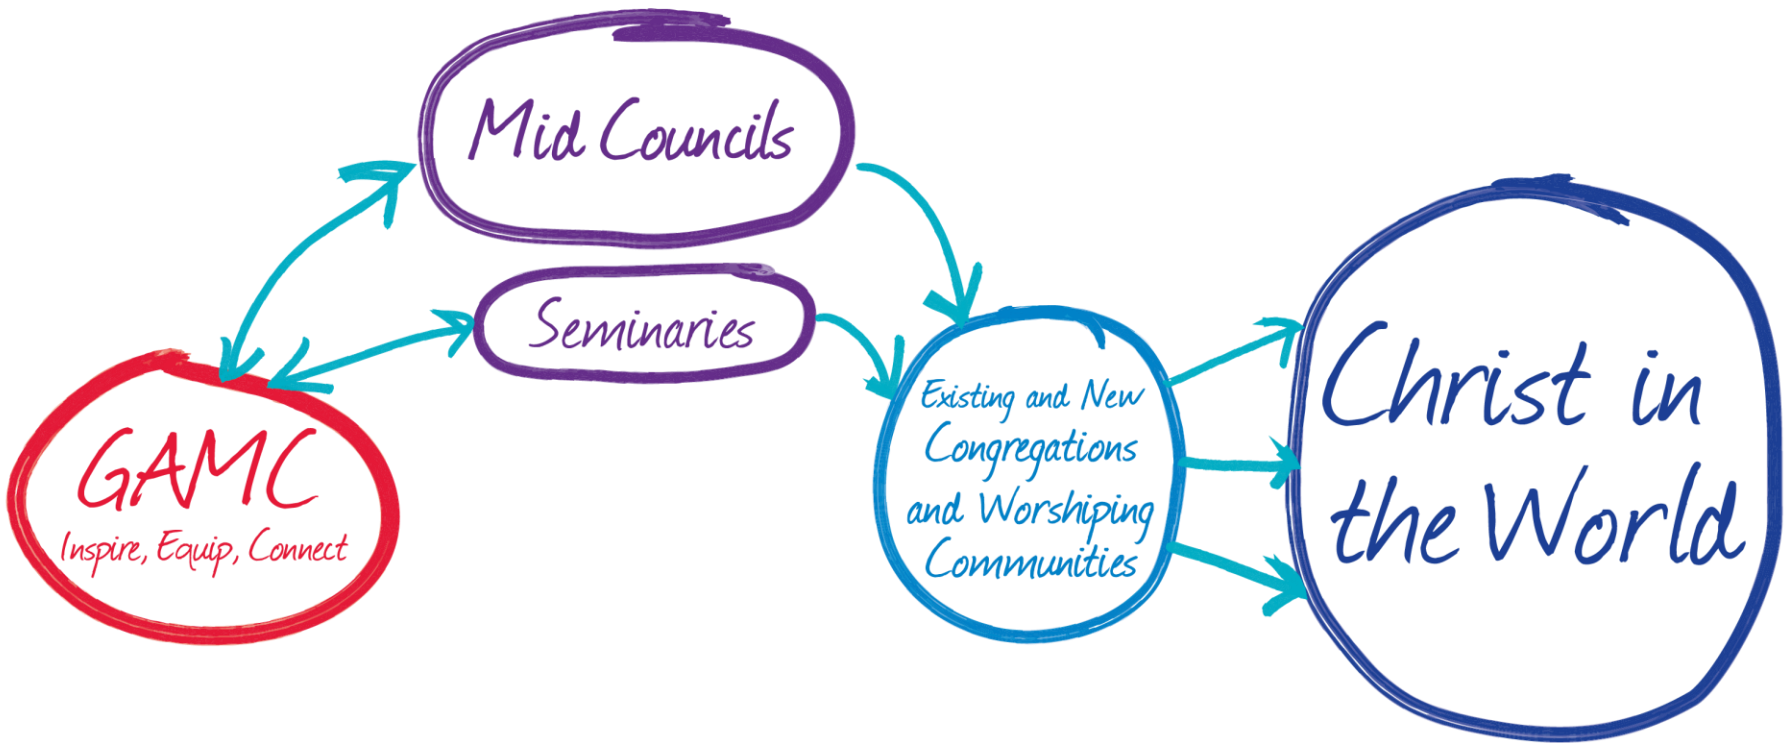 Mid Councils
Seminaries
GAMC
Inspire, Equip, Connect
Existing and New
Congregations
and Worshiping
Communities
Christ in
the World